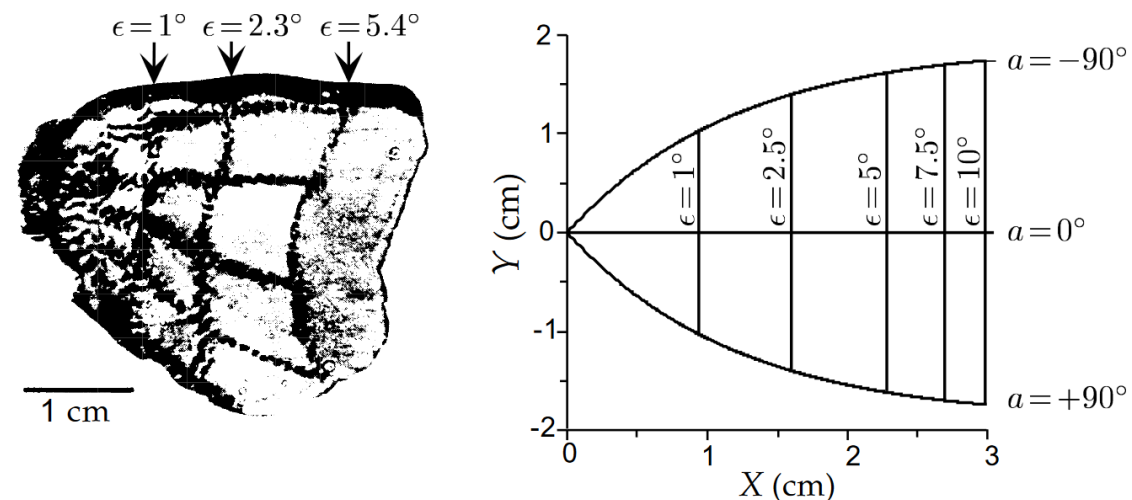 ϵ=1° ϵ=2.3° ϵ=5.4°
1 cm
2
1
0
-1
-2
Y (cm)
0 1 2 3
X (cm)
ϵ=1°
ϵ=2.5°
ϵ=5°
ϵ=7.5°
ϵ=10°
a=−90°
a=0°
a=+90°